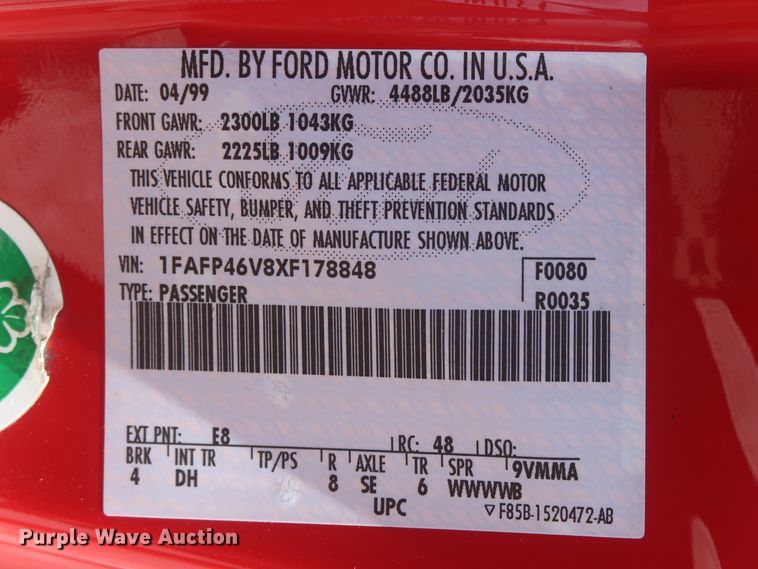 MFD. BY FORD MOTOR CO. IN U.S.A.
DATE: 04/99 GVWR: 4488LB/2035KG
FRONT GAWR: 2300LB 1043KG
REAR GAWR: 2225LB 1009KG
THIS VEHICLE CONFORMS TO ALL APPLICABLE FEDERAL MOTOR
VEHICLE SAFETY, BUMPER, AND THEFT PREVENTION STANDARDS
IN EFFECT ON THE DATE OF MANUFACTURE SHOWN ABOVE.
VIN: 1FAFP46V8XF178848 F0080
TYPE: PASSENGER R0035
EXT PNT: E8 RC: 48 DSO:
BRK INT TR TP/PS R AXLE TR SPR 9VMMA
4 DH 8 SE 6 WWWWB
UPC ▽F85B-1520472-AB
Purple Wave Auction
Purple Wave Auction